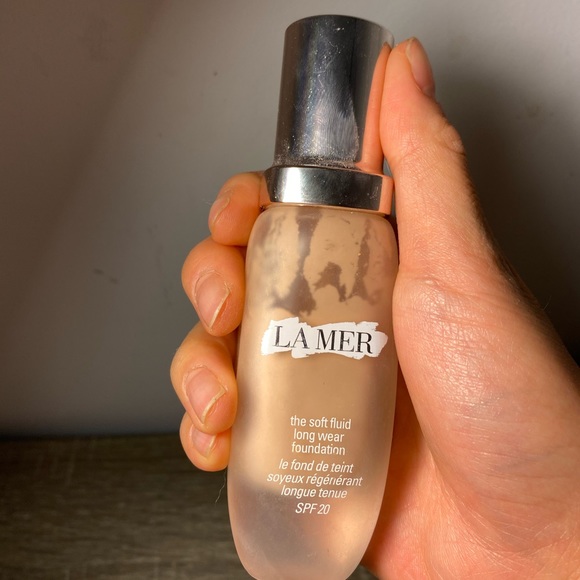 LA MER
the soft fluid
long wear
foundation
le fond de teint
soyeux régénérant
longue tenue
SPF 20